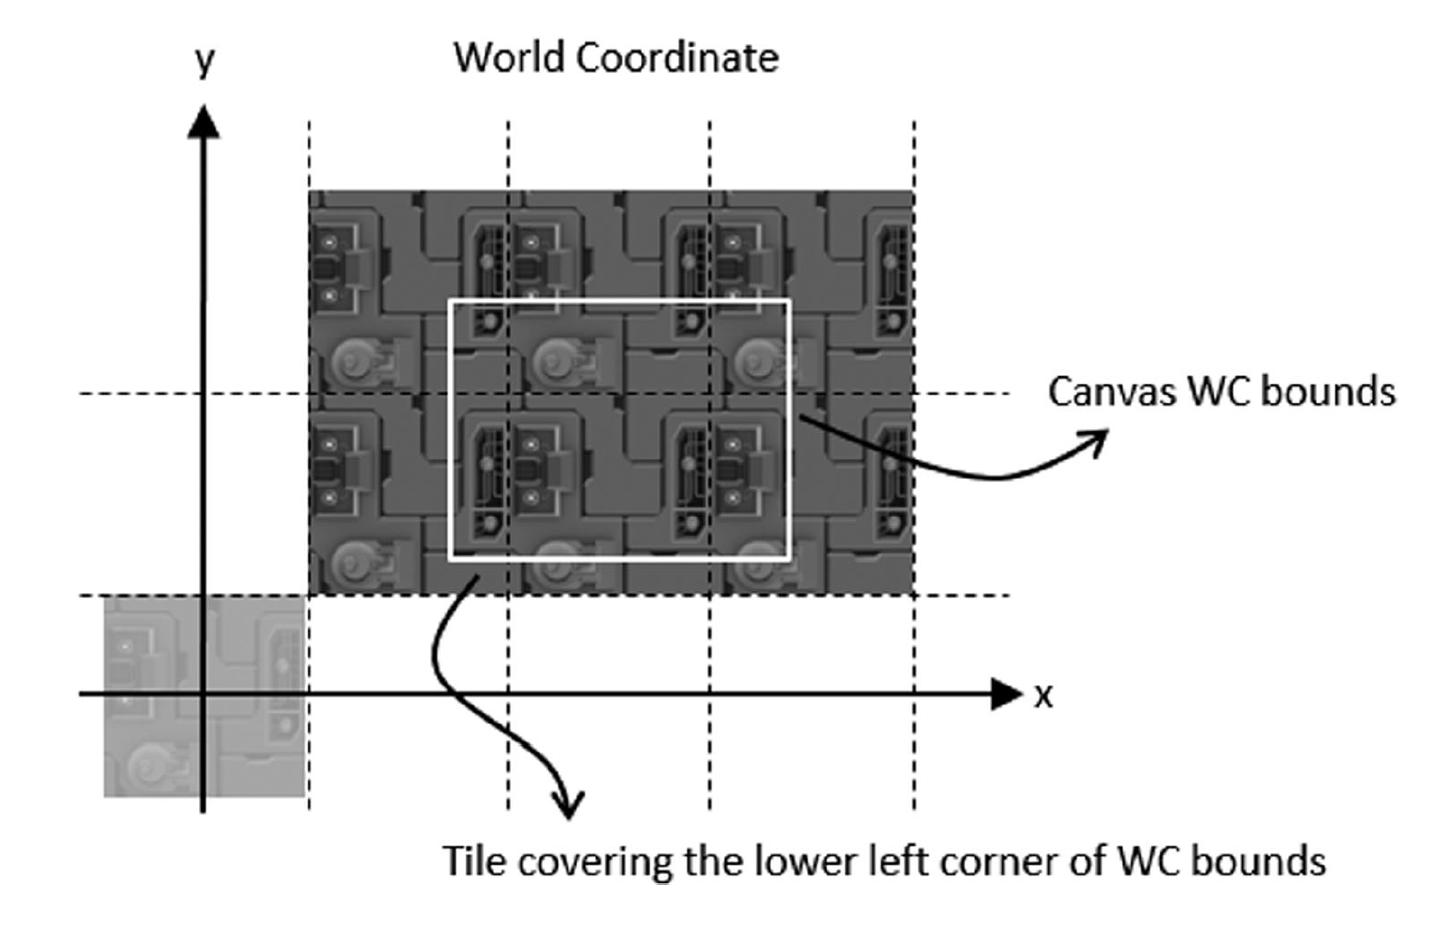 World Coordinate
y
Canvas WC bounds
x
Tile covering the lower left corner of WC bounds